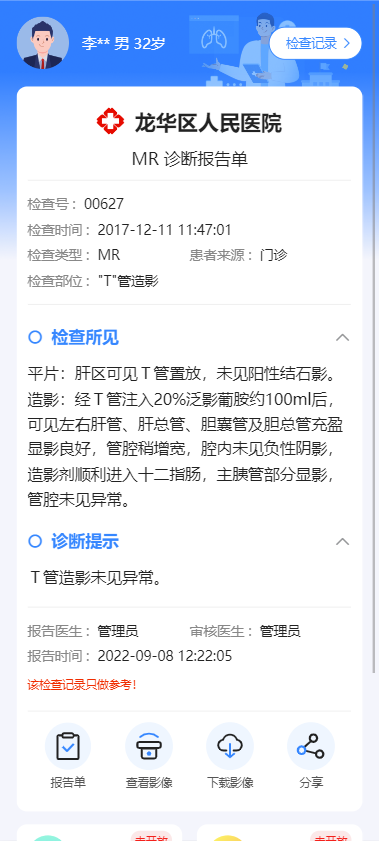 李** 男 32岁
检查记录
龙华区人民医院
MR 诊断报告单
检查号：00627
检查时间：2017-12-11 11:47:01
检查类型：MR 患者来源：门诊
检查部位："T"管造影
检查所见
平片：肝区可见Ｔ管置放，未见阳性结石影。
造影：经Ｔ管注入20%泛影葡胺约100ml后，
可见左右肝管、肝总管、胆囊管及胆总管充盈
显影良好，管腔稍增宽，腔内未见负性阴影，
造影剂顺利进入十二指肠，主胰管部分显影，
管腔未见异常。
诊断提示
Ｔ管造影未见异常。
报告医生：管理员 审核医生：管理员
报告时间：2022-09-08 12:22:05
该检查记录只做参考！
报告单 查看影像 下载影像 分享